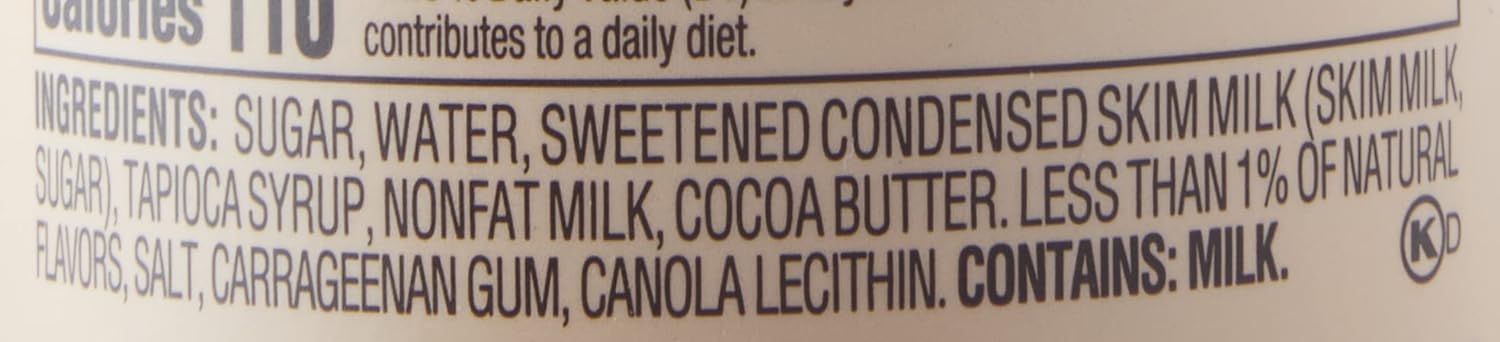 Calories 110
contributes to a daily diet.
INGREDIENTS: SUGAR, WATER, SWEETENED CONDENSED SKIM MILK (SKIM MILK,
SUGAR), TAPIOCA SYRUP, NONFAT MILK, COCOA BUTTER. LESS THAN 1% OF NATURAL
FLAVORS, SALT, CARRAGEENAN GUM, CANOLA LECITHIN. CONTAINS: MILK.
K D